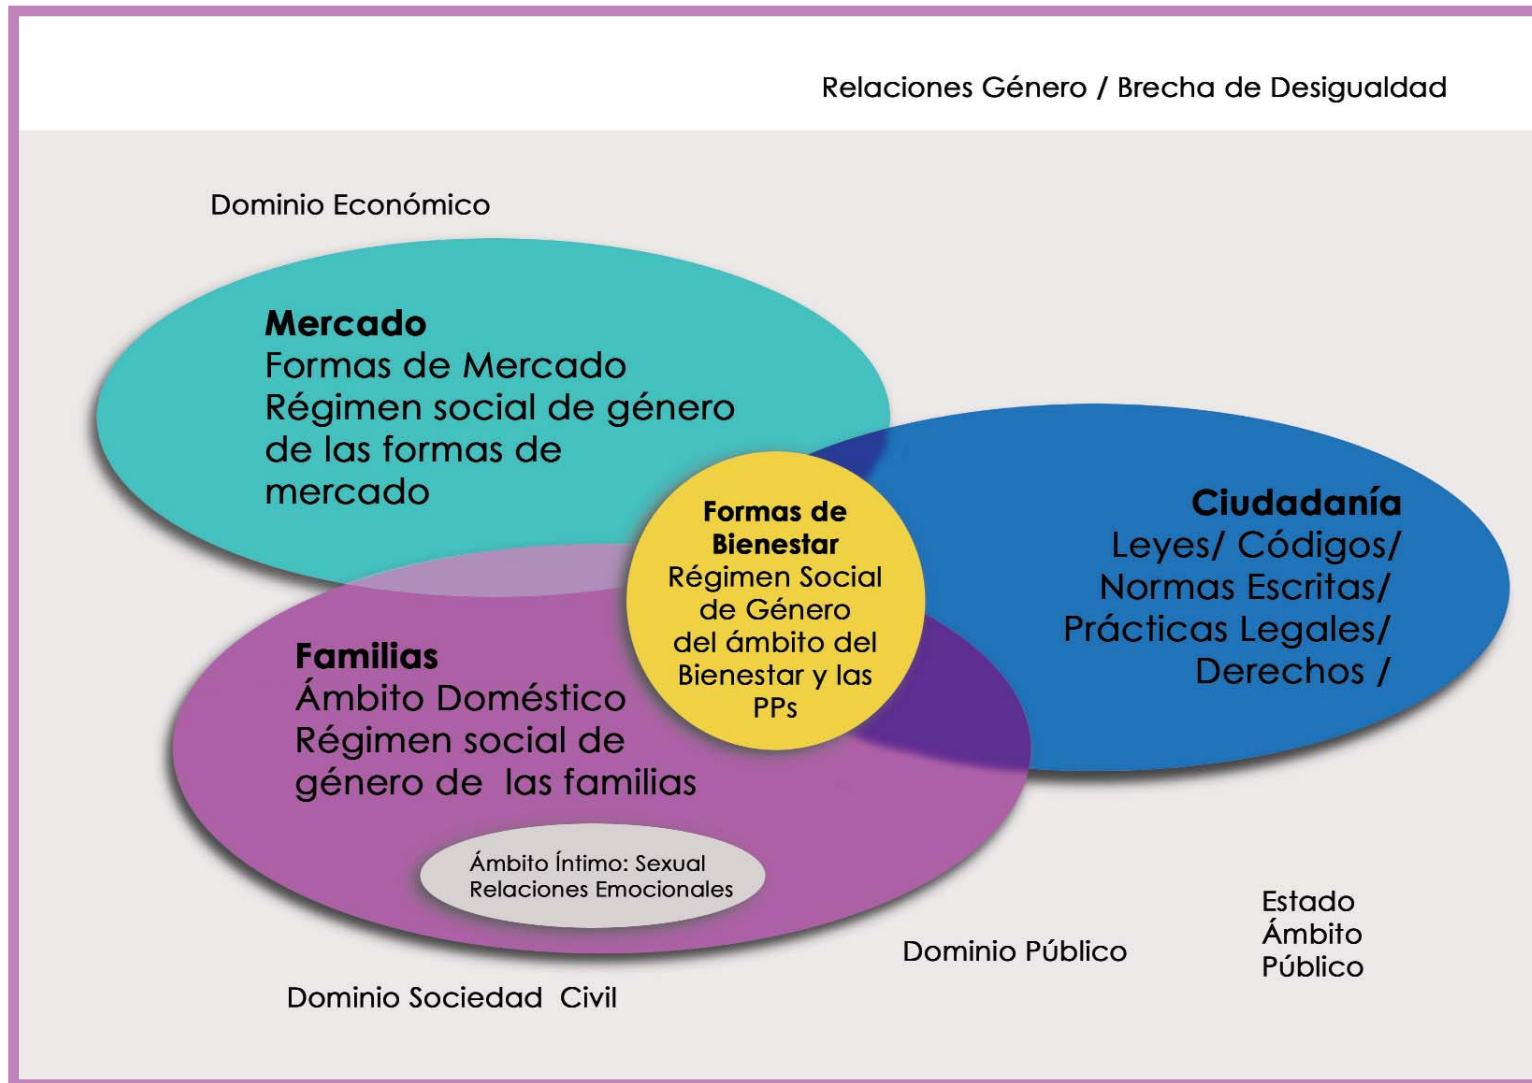 Relaciones Género / Brecha de Desigualdad
Dominio Económico
Mercado
Formas de Mercado
Régimen social de género
de las formas de
mercado
Formas de
Bienestar
Régimen Social
de Género
del ámbito del
Bienestar y las
PPs
Ciudadanía
Leyes/ Códigos/
Normas Escritas/
Prácticas Legales/
Derechos /
Familias
Ámbito Doméstico
Régimen social de
género de las familias
Ámbito Íntimo: Sexual
Relaciones Emocionales
Dominio Sociedad Civil
Dominio Público
Estado
Ámbito
Público